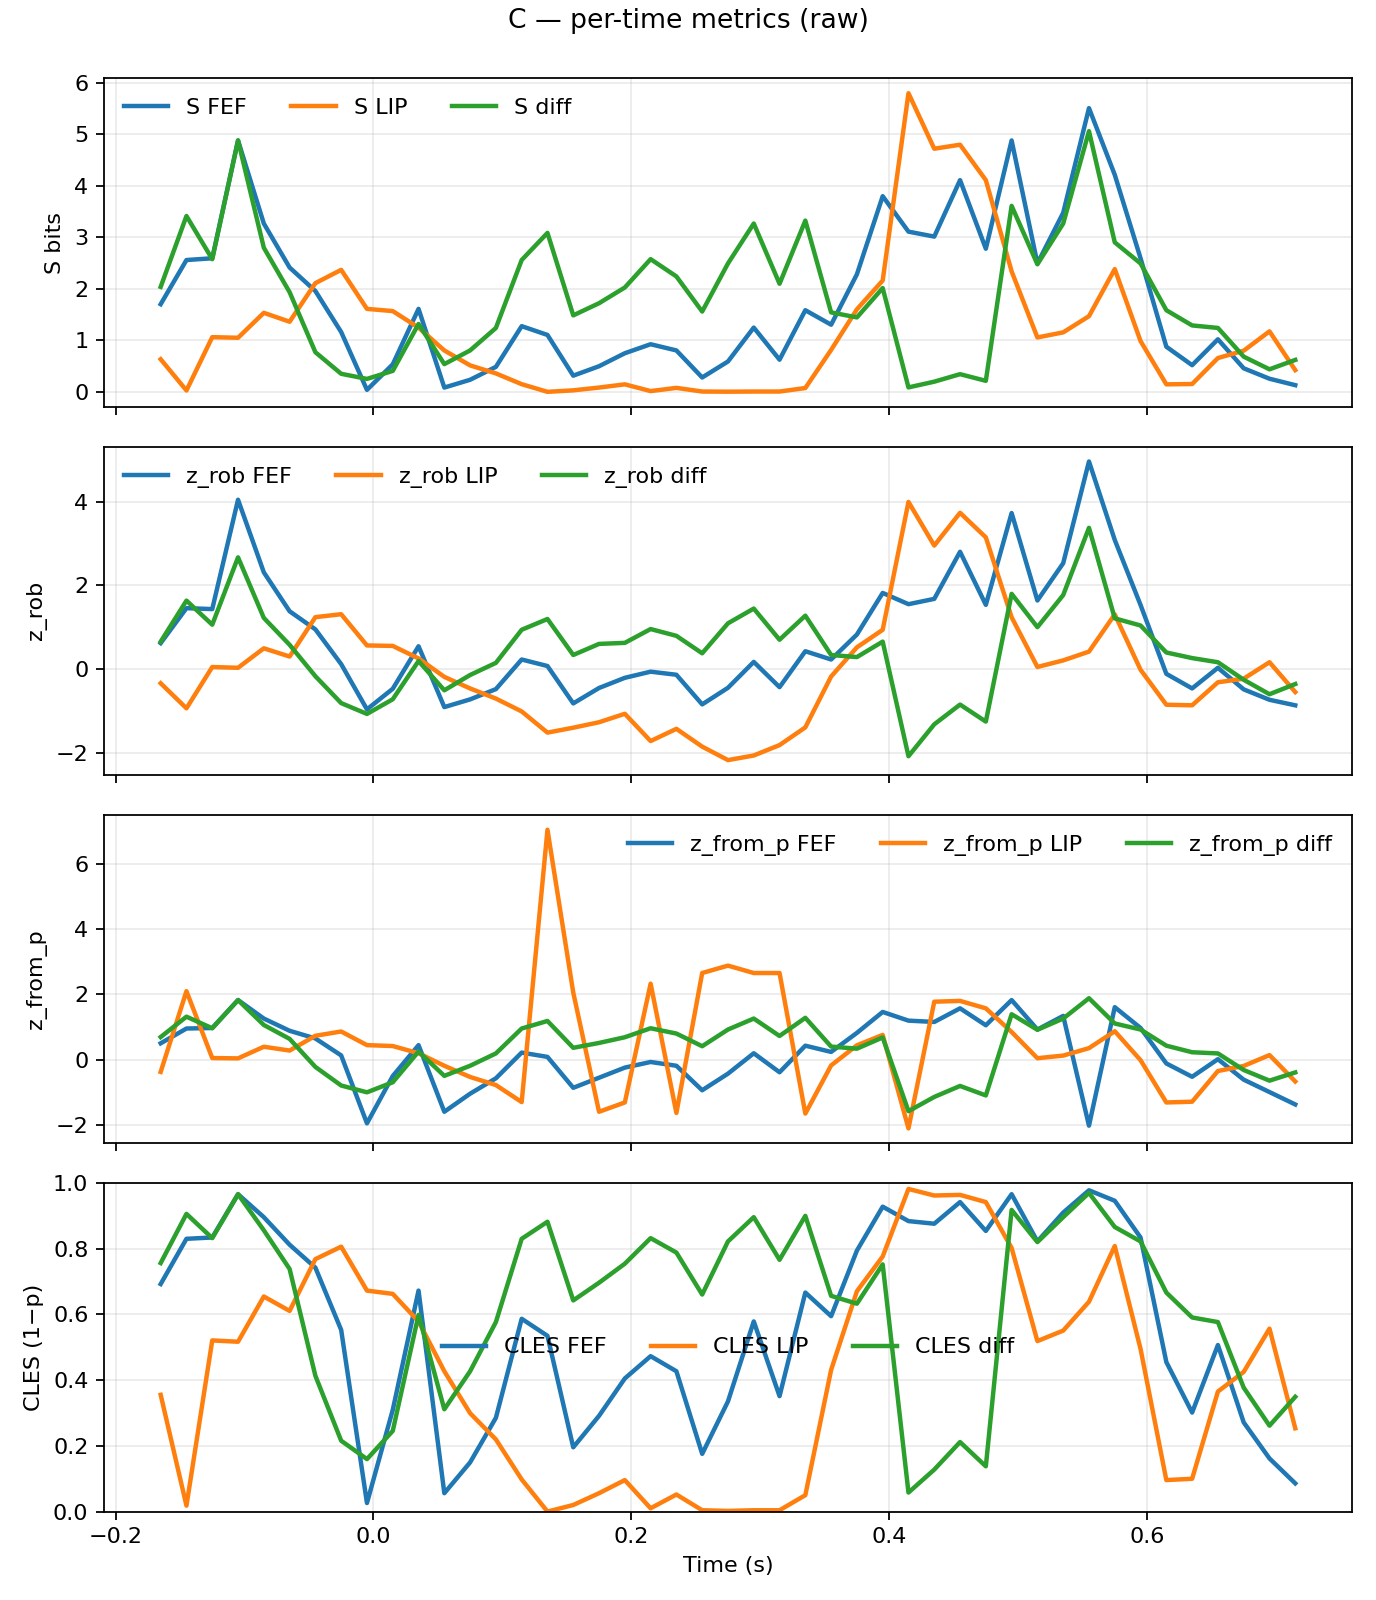 C — per-time metrics (raw)
S FEF S LIP S diff
6
5
4
3
2
1
0
S bits
z_rob FEF z_rob LIP z_rob diff
4
2
0
−2
z_rob
z_from_p FEF z_from_p LIP z_from_p diff
6
4
2
0
−2
z_from_p
1.0
0.8
0.6
0.4
0.2
0.0
CLES (1−p)
CLES FEF CLES LIP CLES diff
−0.2 0.0 0.2 0.4 0.6
Time (s)